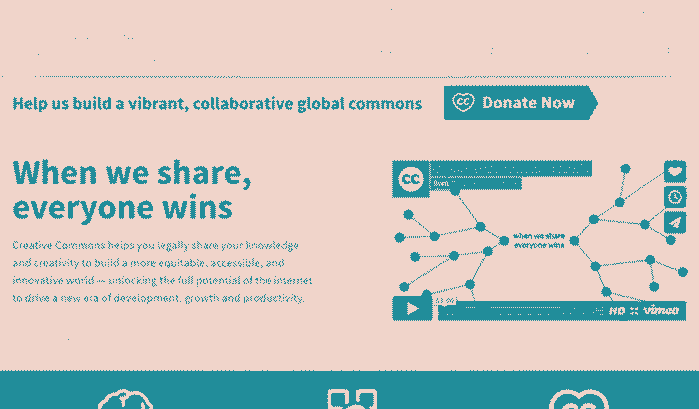 Help us build a vibrant, collaborative global commons
Donate Now
When we share,
everyone wins
Creative Commons helps you legally share your knowledge
and creativity to build a more equitable, accessible, and
innovative world — unlocking the full potential of the internet
to drive a new era of development, growth and productivity.
CC
from
when we share
everyone wins
HD
vimeo